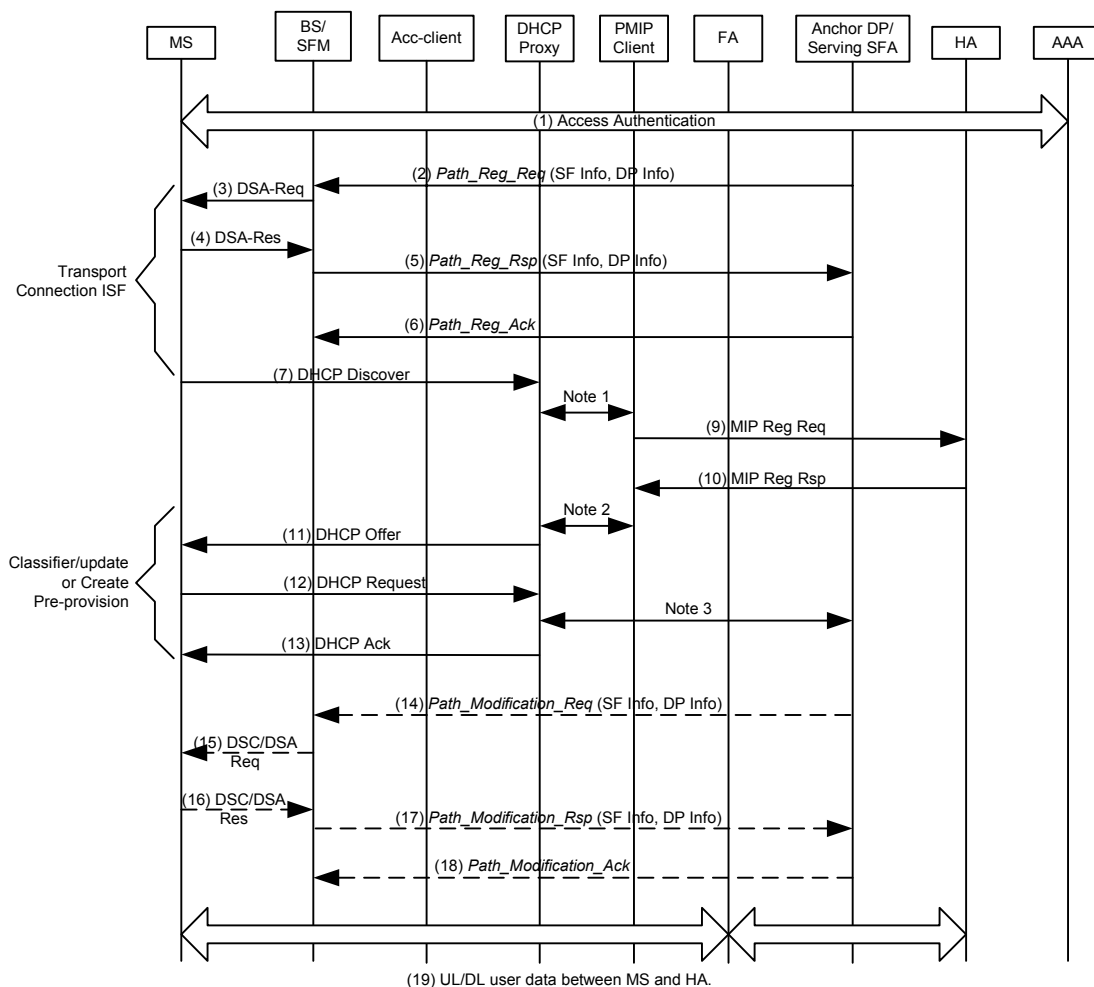 MS
BS/
SFM
Acc-client
DHCP
Proxy
PMIP
Client
FA
Anchor DP/
Serving SFA
HA
AAA
(1) Access Authentication
(2) Path_Reg_Req (SF Info, DP Info)
(3) DSA-Req
(4) DSA-Res
(5) Path_Reg_Rsp (SF Info, DP Info)
Transport
Connection ISF
(6) Path_Reg_Ack
(7) DHCP Discover
Note 1
(9) MIP Reg Req
(10) MIP Reg Rsp
Note 2
(11) DHCP Offer
Classifier/update
or Create
Pre-provision
(12) DHCP Request
Note 3
(13) DHCP Ack
(14) Path_Modification_Req (SF Info, DP Info)
(15) DSC/DSA
Req
(16) DSC/DSA
Res
(17) Path_Modification_Rsp (SF Info, DP Info)
(18) Path_Modification_Ack
(19) UL/DL user data between MS and HA.